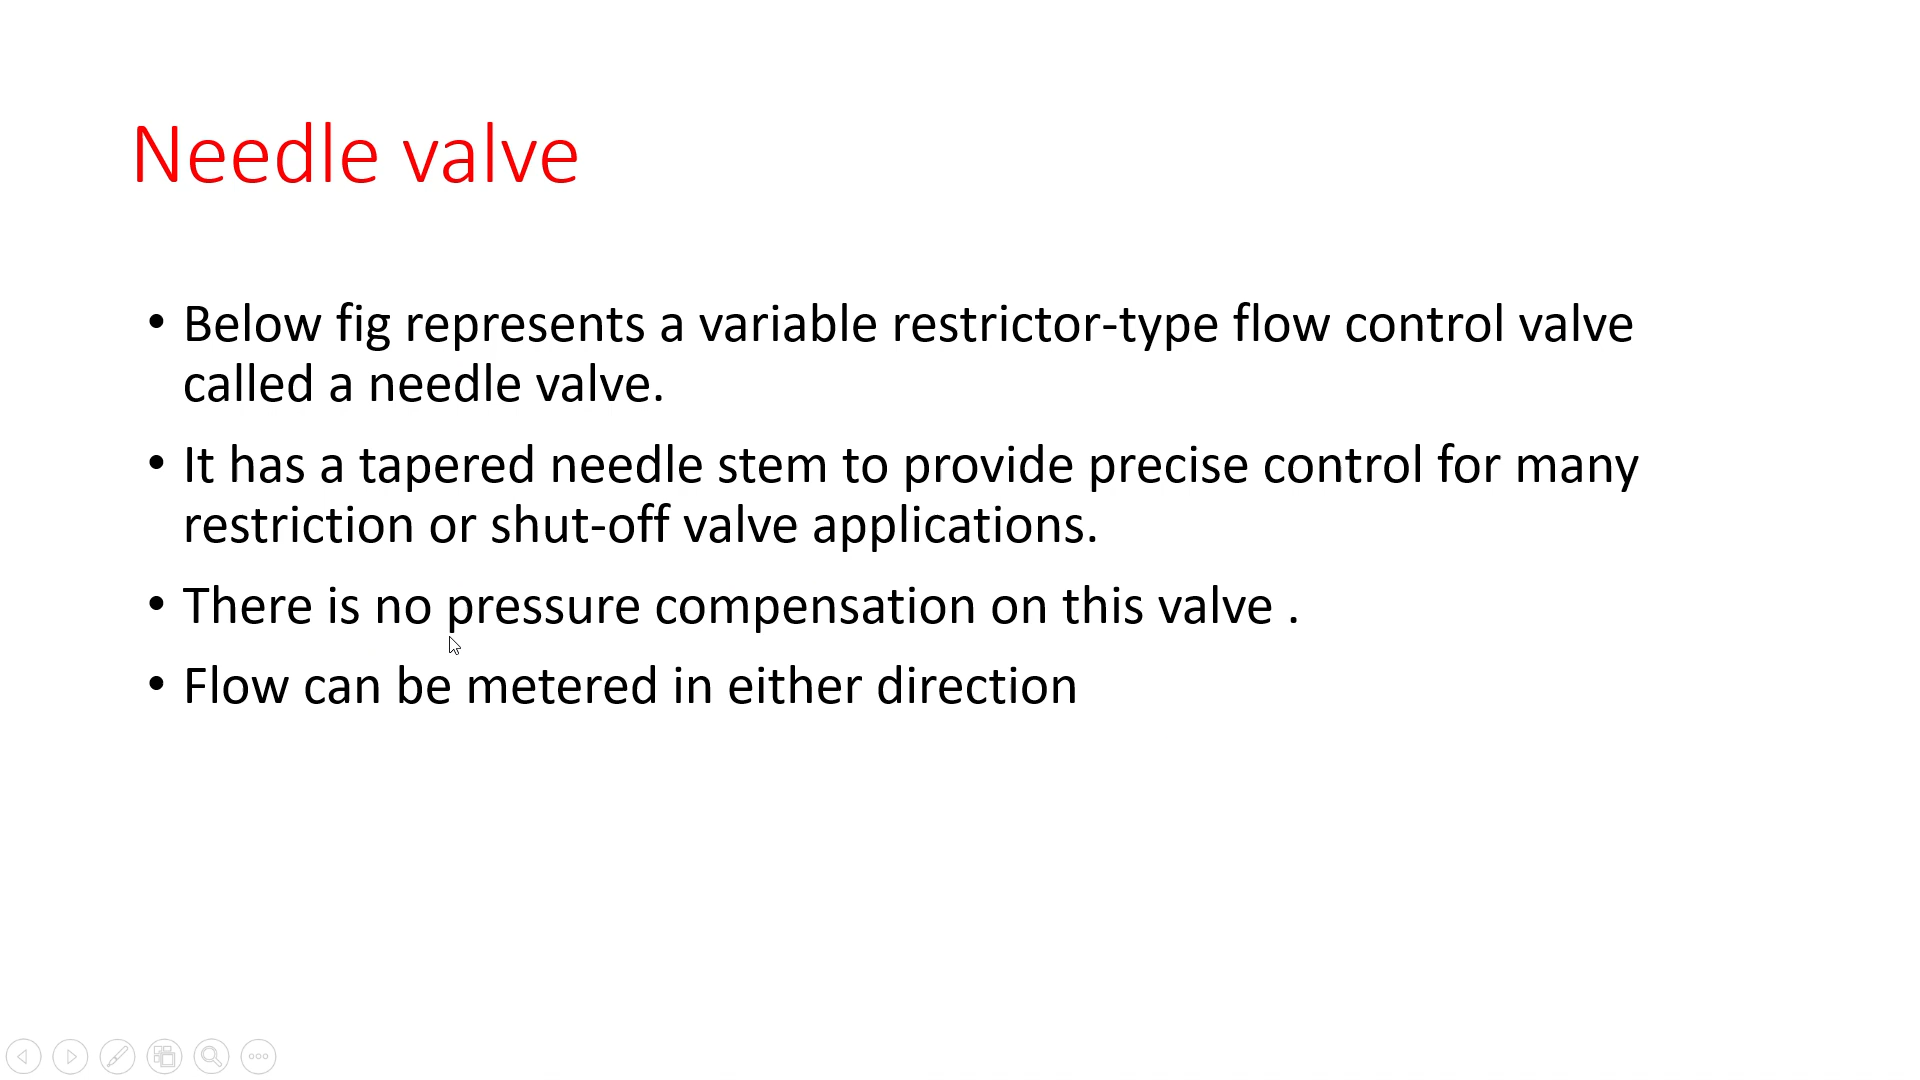 Needle valve
• Below fig represents a variable restrictor-type flow control valve
called a needle valve.
• It has a tapered needle stem to provide precise control for many
restriction or shut-off valve applications.
• There is no pressure compensation on this valve .
• Flow can be metered in either direction